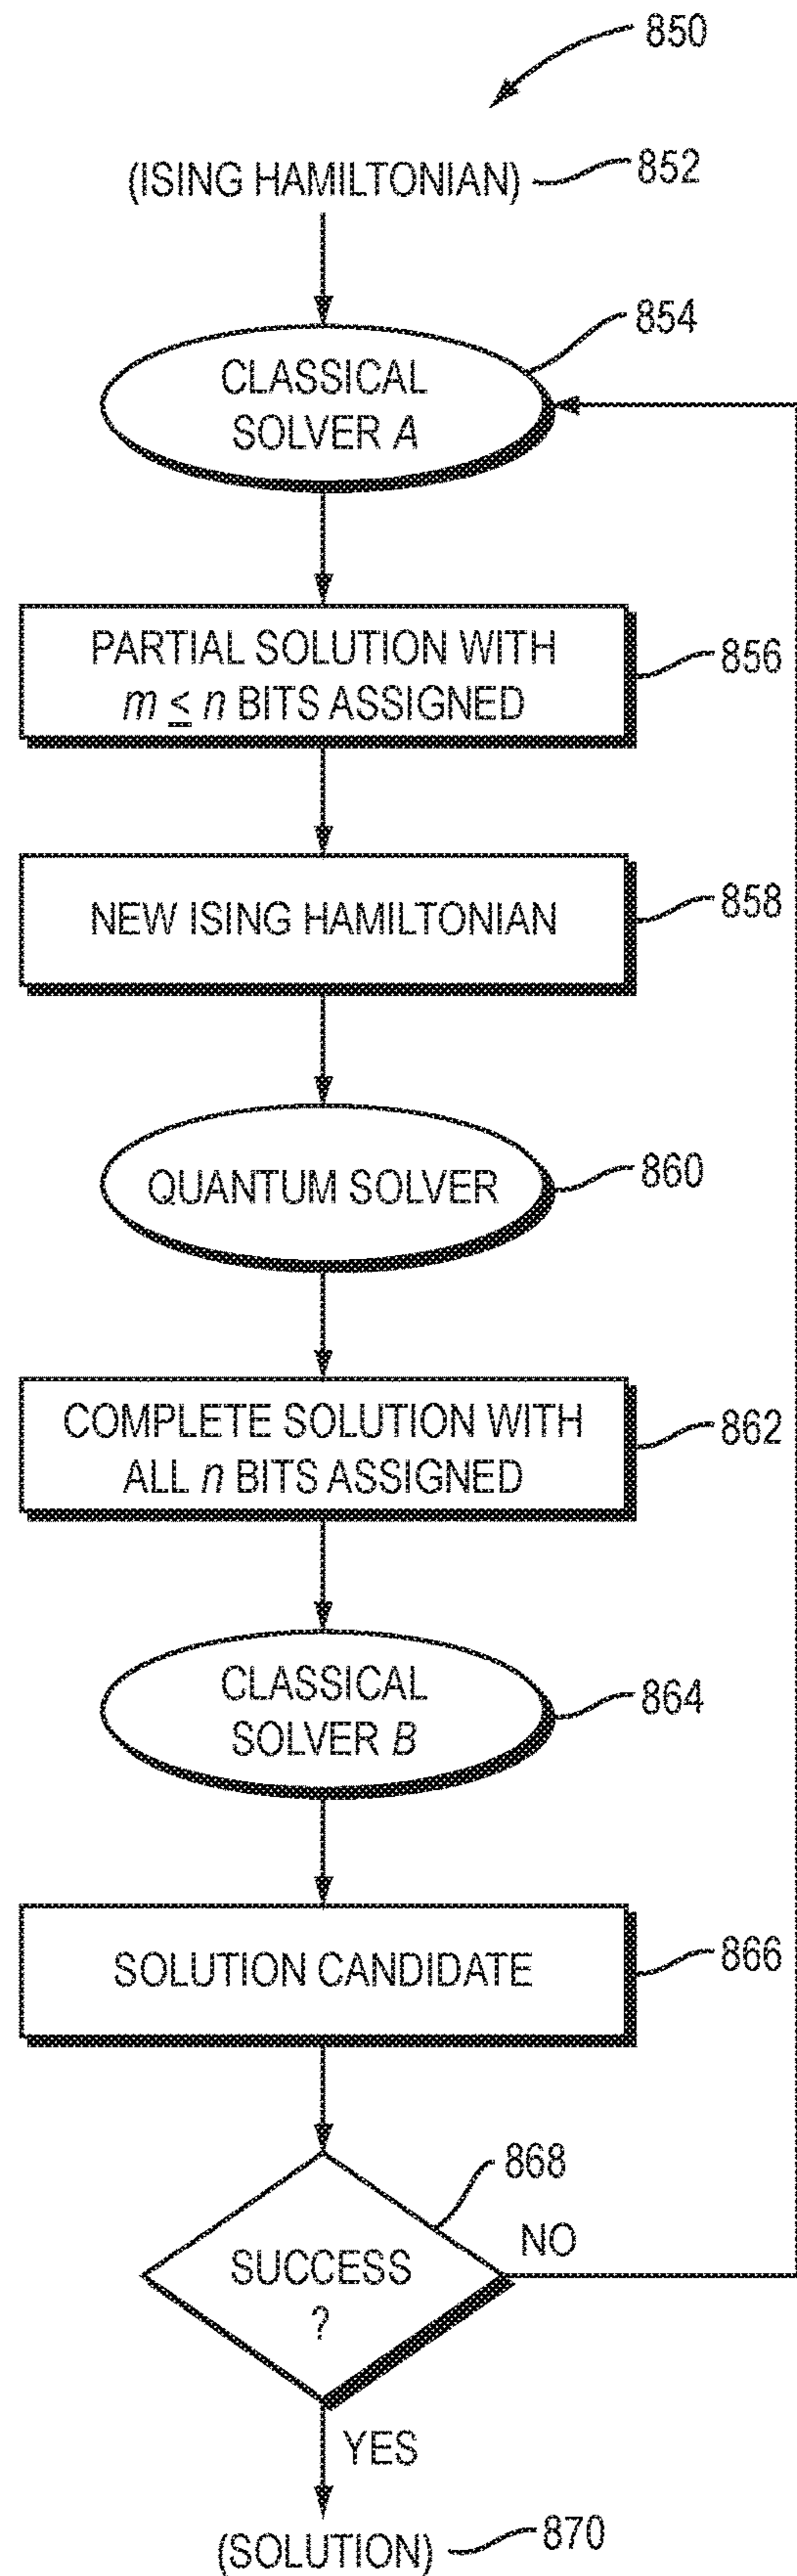 850
(ISING HAMILTONIAN) 852
854
CLASSICAL
SOLVER A
PARTIAL SOLUTION WITH
m ≤ n BITS ASSIGNED
856
NEW ISING HAMILTONIAN
858
QUANTUM SOLVER
860
COMPLETE SOLUTION WITH
ALL n BITS ASSIGNED
862
CLASSICAL
SOLVER B
864
SOLUTION CANDIDATE
866
868
SUCCESS
?
NO
YES
(SOLUTION) 870